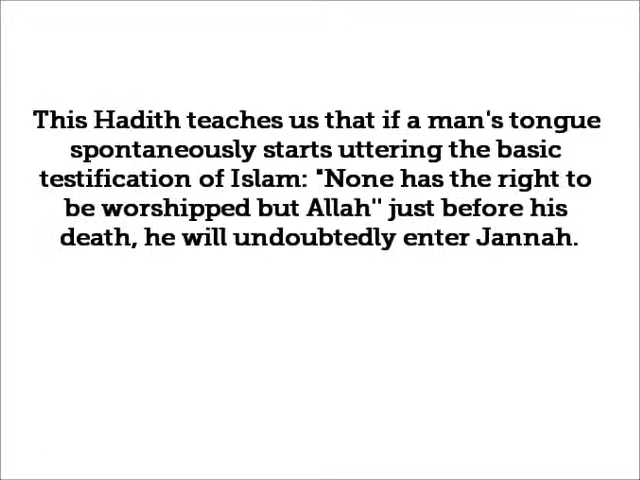 This Hadith teaches us that if a man's tongue
spontaneously starts uttering the basic
testification of Islam: "None has the right to
be worshipped but Allah" just before his
death, he will undoubtedly enter Jannah.